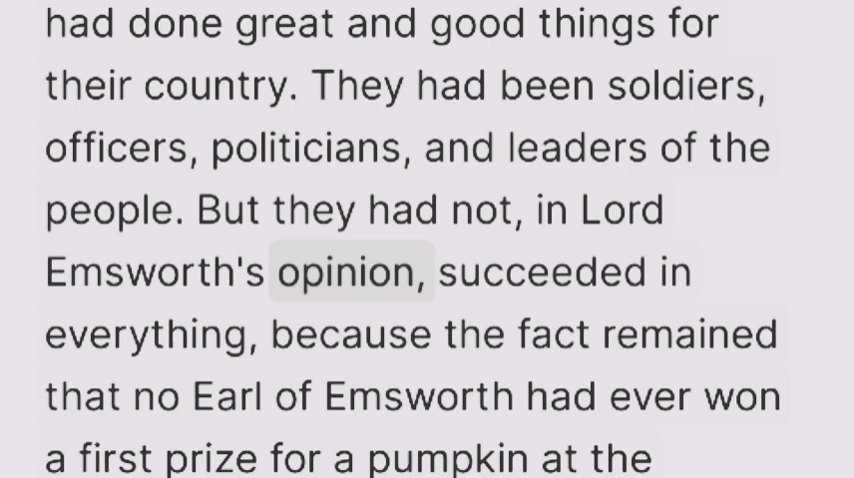 had done great and good things for
their country. They had been soldiers,
officers, politicians, and leaders of the
people. But they had not, in Lord
Emsworth's opinion, succeeded in
everything, because the fact remained
that no Earl of Emsworth had ever won
a first prize for a pumpkin at the